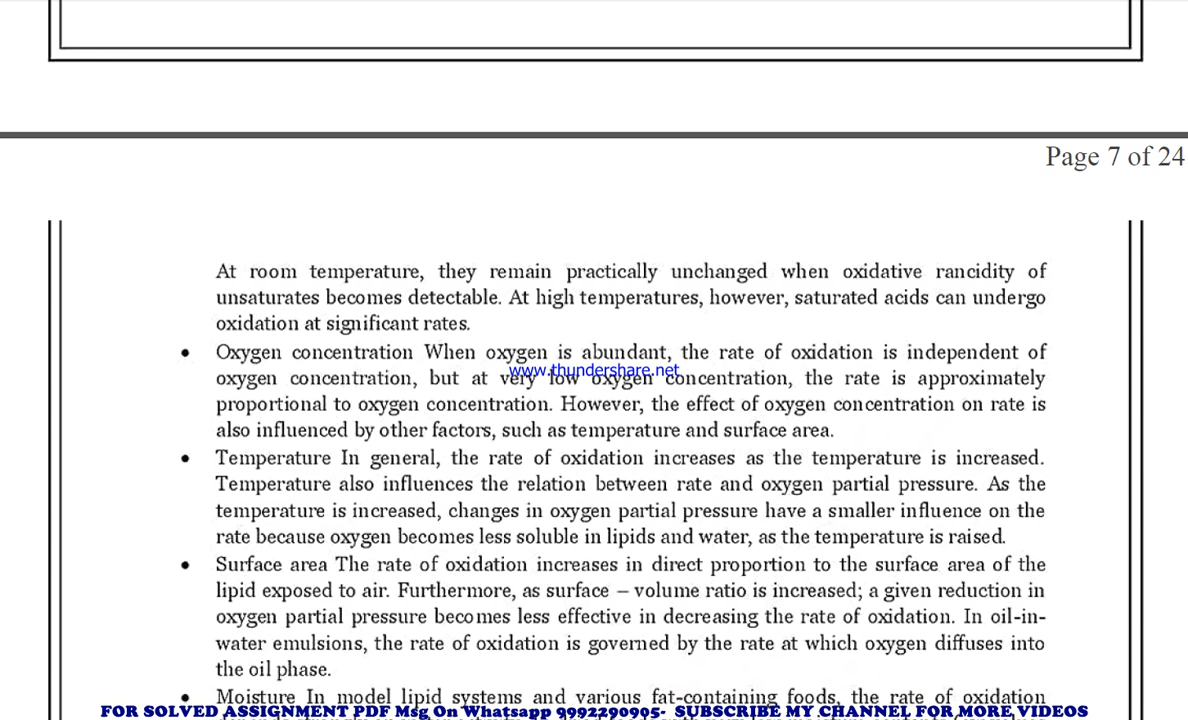 Page 7 of 24
At room temperature, they remain practically unchanged when oxidative rancidity of
unsaturates becomes detectable. At high temperatures, however, saturated acids can undergo
oxidation at significant rates.
• Oxygen concentration When oxygen is abundant, the rate of oxidation is independent of
www.thundershare.net
oxygen concentration, but at very low oxygen concentration, the rate is approximately
proportional to oxygen concentration. However, the effect of oxygen concentration on rate is
also influenced by other factors, such as temperature and surface area.
• Temperature In general, the rate of oxidation increases as the temperature is increased.
Temperature also influences the relation between rate and oxygen partial pressure. As the
temperature is increased, changes in oxygen partial pressure have a smaller influence on the
rate because oxygen becomes less soluble in lipids and water, as the temperature is raised.
• Surface area The rate of oxidation increases in direct proportion to the surface area of the
lipid exposed to air. Furthermore, as surface – volume ratio is increased; a given reduction in
oxygen partial pressure becomes less effective in decreasing the rate of oxidation. In oil-in-
water emulsions, the rate of oxidation is governed by the rate at which oxygen diffuses into
the oil phase.
• Moisture In model lipid systems and various fat-containing foods, the rate of oxidation
FOR SOLVED ASSIGNMENT PDF Msg On Whatsapp 9992290905- SUBSCRIBE MY CHANNEL FOR MORE VIDEOS